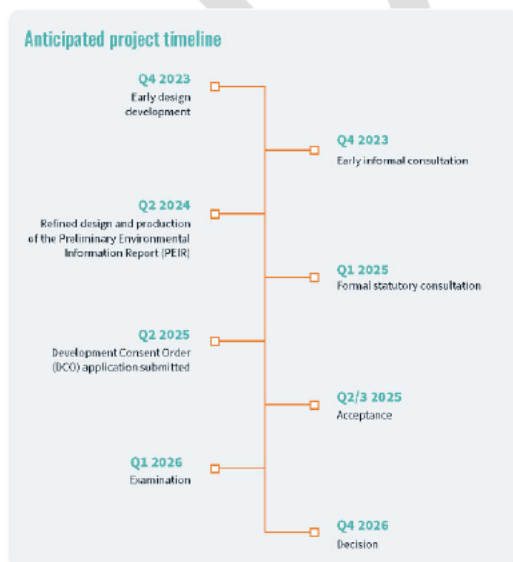 Anticipated project timeline
Q4 2023
Early design
development
Q4 2023
Early informal consultation
Q2 2024
Refined design and production
of the Preliminary Environmental
Information Report (PEIR)
Q1 2025
Formal statutory consultation
Q2 2025
Development Consent Order
(DCO) application submitted
Q2/3 2025
Acceptance
Q1 2026
Examination
Q4 2026
Decision